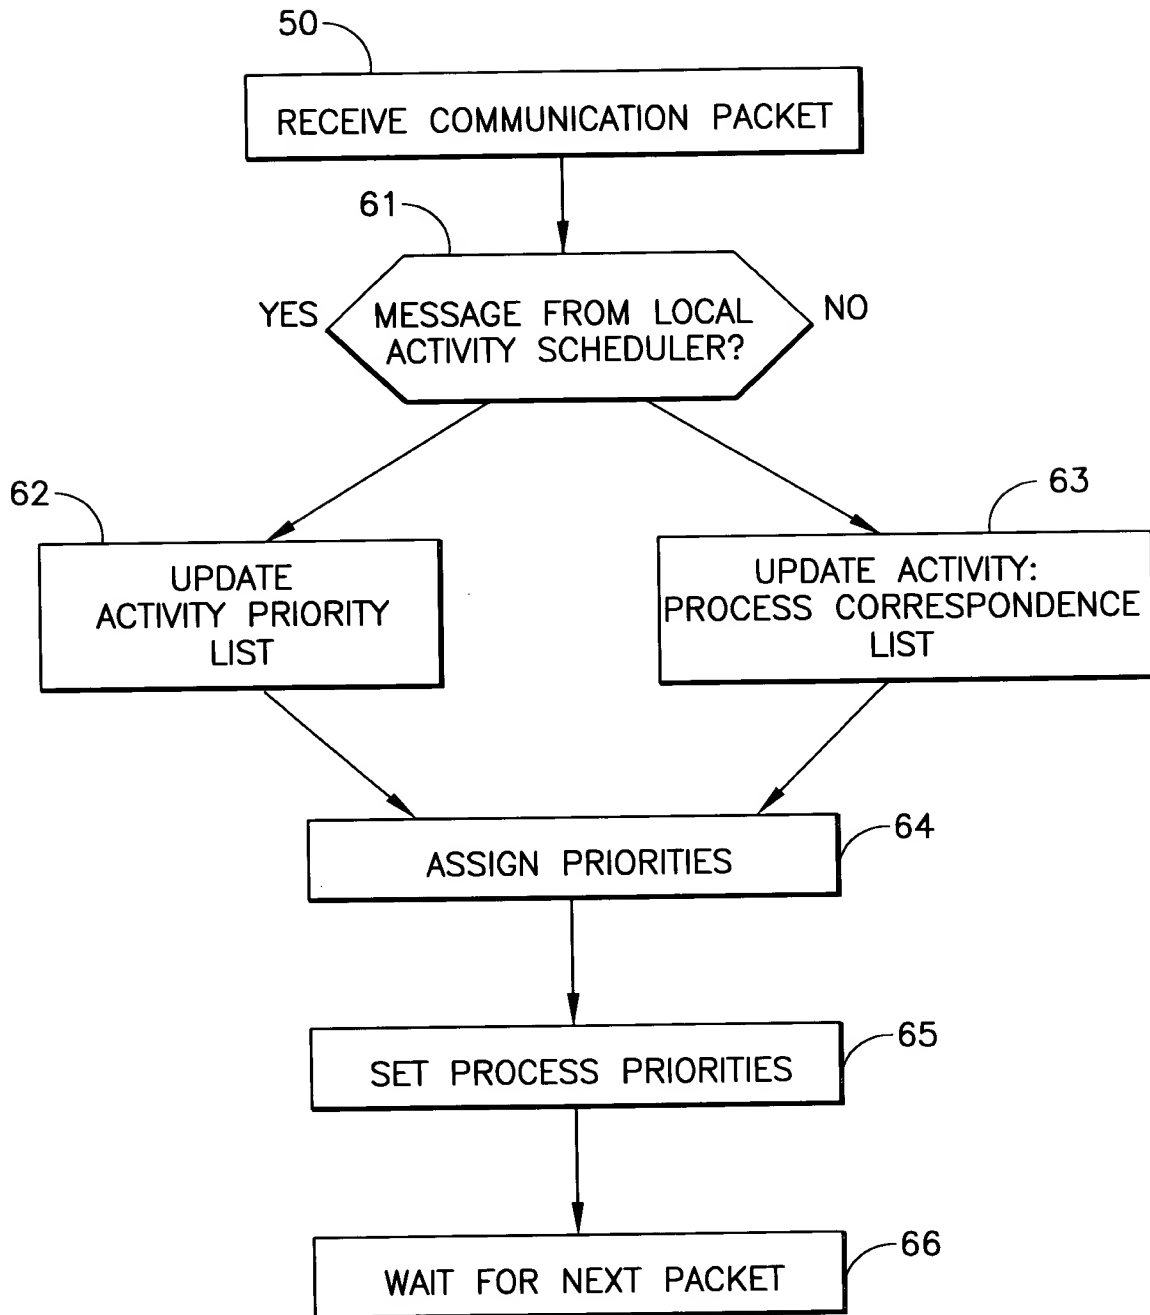 50
RECEIVE COMMUNICATION PACKET
61
YES
MESSAGE FROM LOCAL
ACTIVITY SCHEDULER?
NO
62
UPDATE
ACTIVITY PRIORITY
LIST
63
UPDATE ACTIVITY:
PROCESS CORRESPONDENCE
LIST
64
ASSIGN PRIORITIES
65
SET PROCESS PRIORITIES
66
WAIT FOR NEXT PACKET